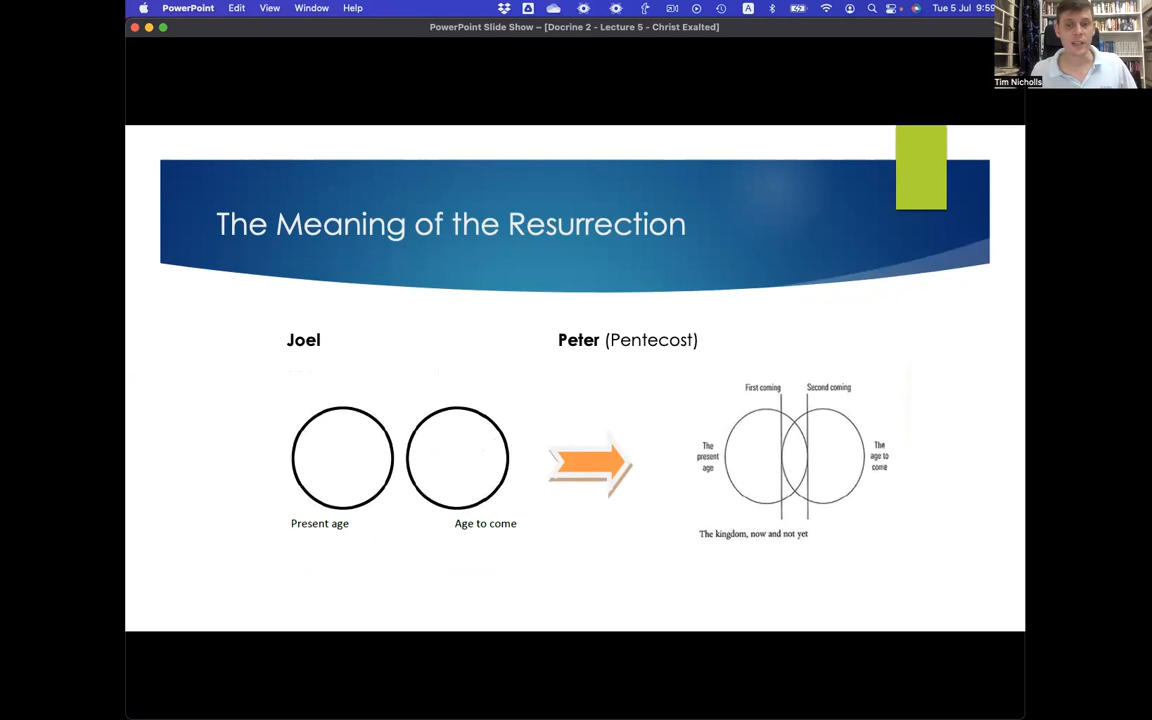 PowerPoint Edit View Window Help
Tue 5 Jul 9:59
PowerPoint Slide Show – [Docrine 2 - Lecture 5 - Christ Exalted]
Tim Nicholls
The Meaning of the Resurrection
Joel
Peter (Pentecost)
Present age
Age to come
First coming
Second coming
The
present
age
The
age to
come
The kingdom, now and not yet